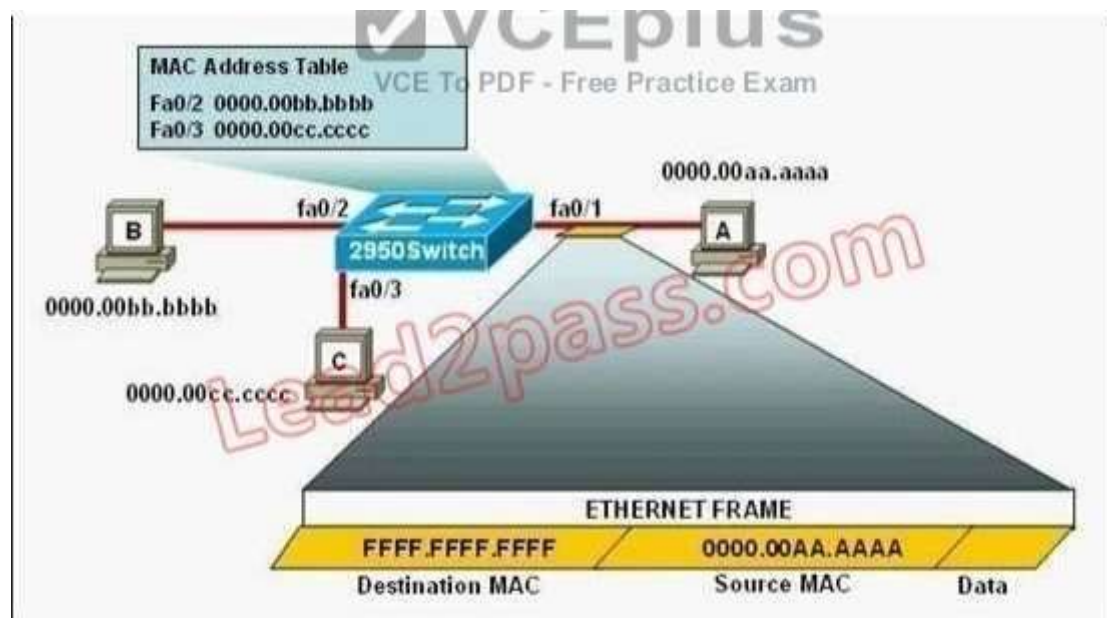 VCEplus
VCE To PDF - Free Practice Exam
MAC Address Table
Fa0/2 0000.00bb.bbbb
Fa0/3 0000.00cc.cccc
0000.00aa.aaaa
fa0/2
fa0/1
B
A
2950Switch
fa0/3
0000.00bb.bbbb
C
0000.00cc.cccc
Lead2pass.com
ETHERNET FRAME
FFFF.FFFF.FFFF 0000.00AA.AAAA
Destination MAC Source MAC Data